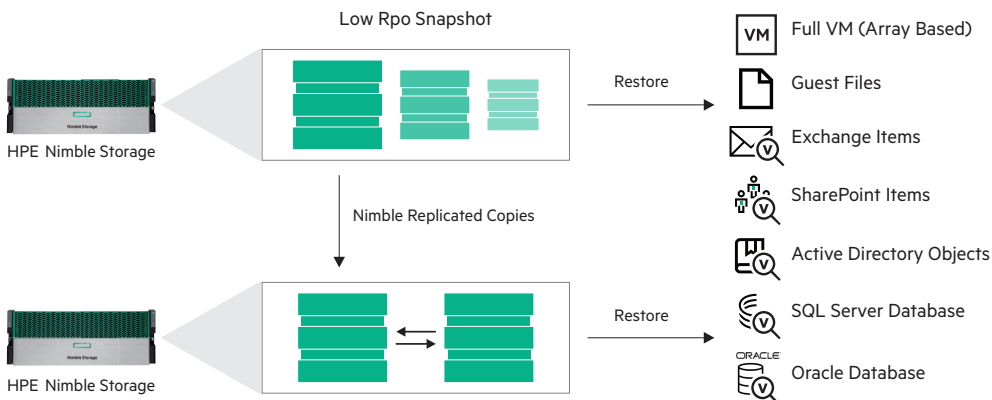 Low Rpo Snapshot
VM
Full VM (Array Based)
Restore
Guest Files
Nimble Storage
HPE Nimble Storage
V
Exchange Items
V
SharePoint Items
Nimble Replicated Copies
V
Active Directory Objects
Restore
V
SQL Server Database
Nimble Storage
HPE Nimble Storage
ORACLE
V
Oracle Database